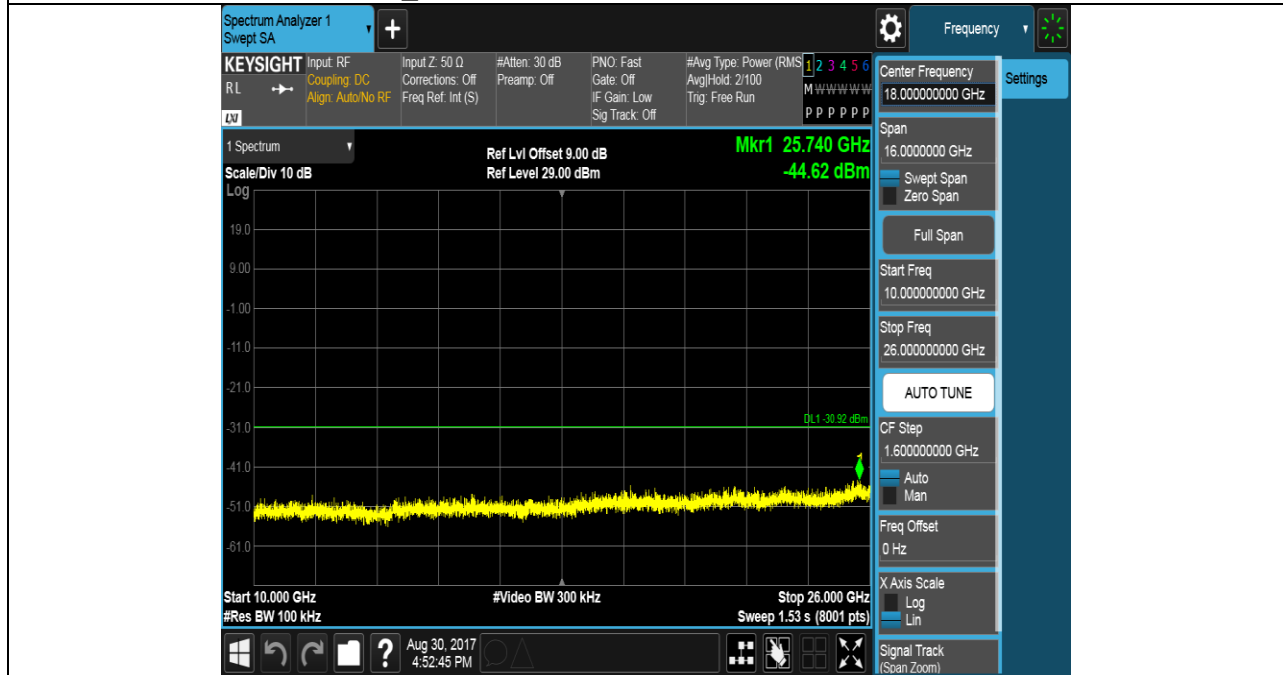 Spectrum Analyzer 1
Swept SA
+
Frequency
KEYSIGHT
RL
LXI
Input: RF
Coupling: DC
Align: Auto/No RF
Input Z: 50 Ω
Corrections: Off
Freq Ref: Int (S)
#Atten: 30 dB
Preamp: Off
PNO: Fast
Gate: Off
IF Gain: Low
Sig Track: Off
#Avg Type: Power (RMS
Avg|Hold: 2/100
Trig: Free Run
1 2 3 4 5 6
M W W W W W
P P P P P P
1 Spectrum
Scale/Div 10 dB
Ref Lvl Offset 9.00 dB
Ref Level 29.00 dBm
Mkr1 25.740 GHz
-44.62 dBm
Log
19.0
9.00
-1.00
-11.0
-21.0
-31.0
-41.0
-51.0
-61.0
DL1 -30.92 dBm
1
Start 10.000 GHz
#Res BW 100 kHz
#Video BW 300 kHz
Stop 26.000 GHz
Sweep 1.53 s (8001 pts)
?
Aug 30, 2017
4:52:45 PM
Center Frequency
18.000000000 GHz
Settings
Span
16.0000000 GHz
Swept Span
Zero Span
Full Span
Start Freq
10.000000000 GHz
Stop Freq
26.000000000 GHz
AUTO TUNE
CF Step
1.600000000 GHz
Auto
Man
Freq Offset
0 Hz
X Axis Scale
Log
Lin
Signal Track
(Span Zoom)